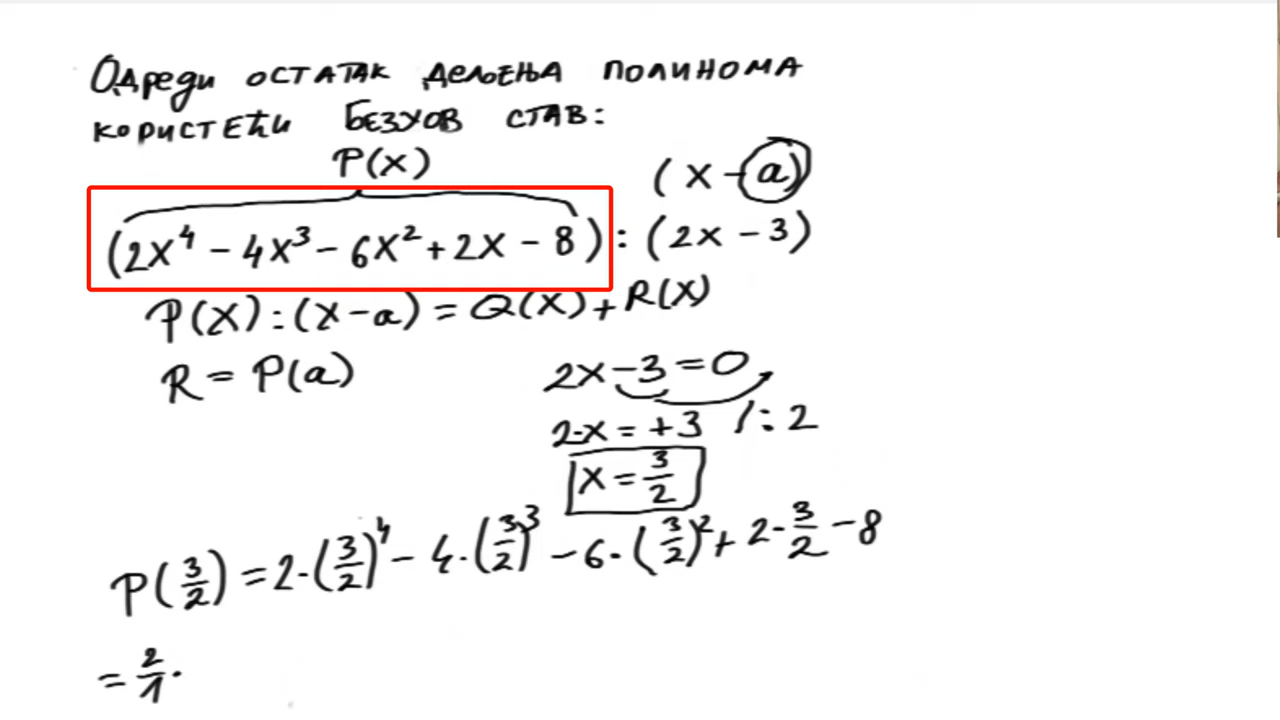 Одреди остатак дељења полинома
користећи Безухов став:
P(x)
(x - a)
(2x⁴ - 4x³ - 6x² + 2x - 8) : (2x - 3)
P(x) : (x - a) = Q(x) + R(x)
R = P(a)
2x - 3 = 0
2·x = +3 / : 2
x = 3/2
P(3/2) = 2·(3/2)⁴ - 4·(3/2)³ - 6·(3/2)² + 2·3/2 - 8
= 2/1 ·